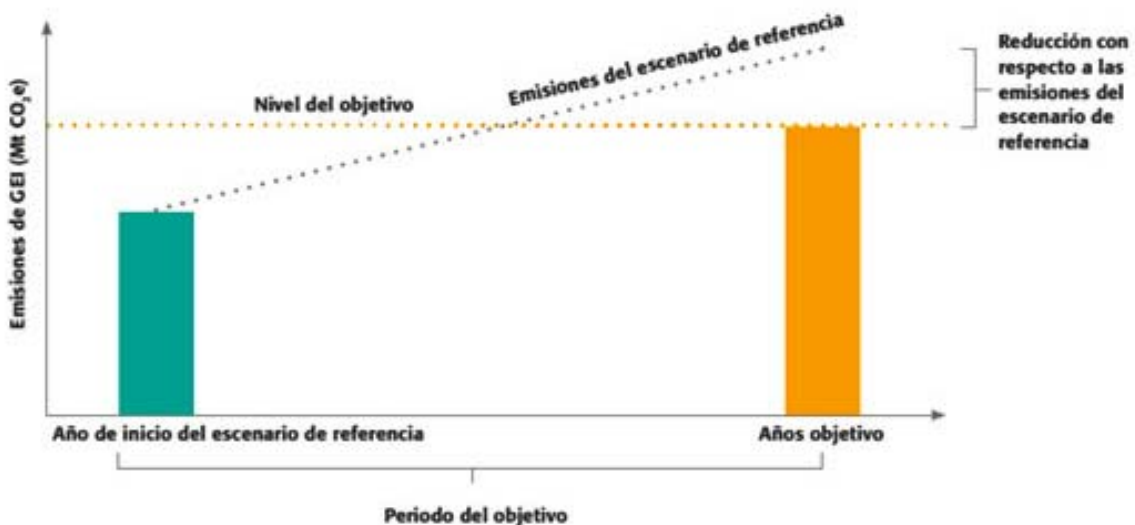 Emisiones del escenario de referencia
Reducción con
respecto a las
emisiones del
escenario de
referencia
Nivel del objetivo
Emisiones de GEI (Mt CO₂e)
Año de inicio del escenario de referencia
Años objetivo
Periodo del objetivo